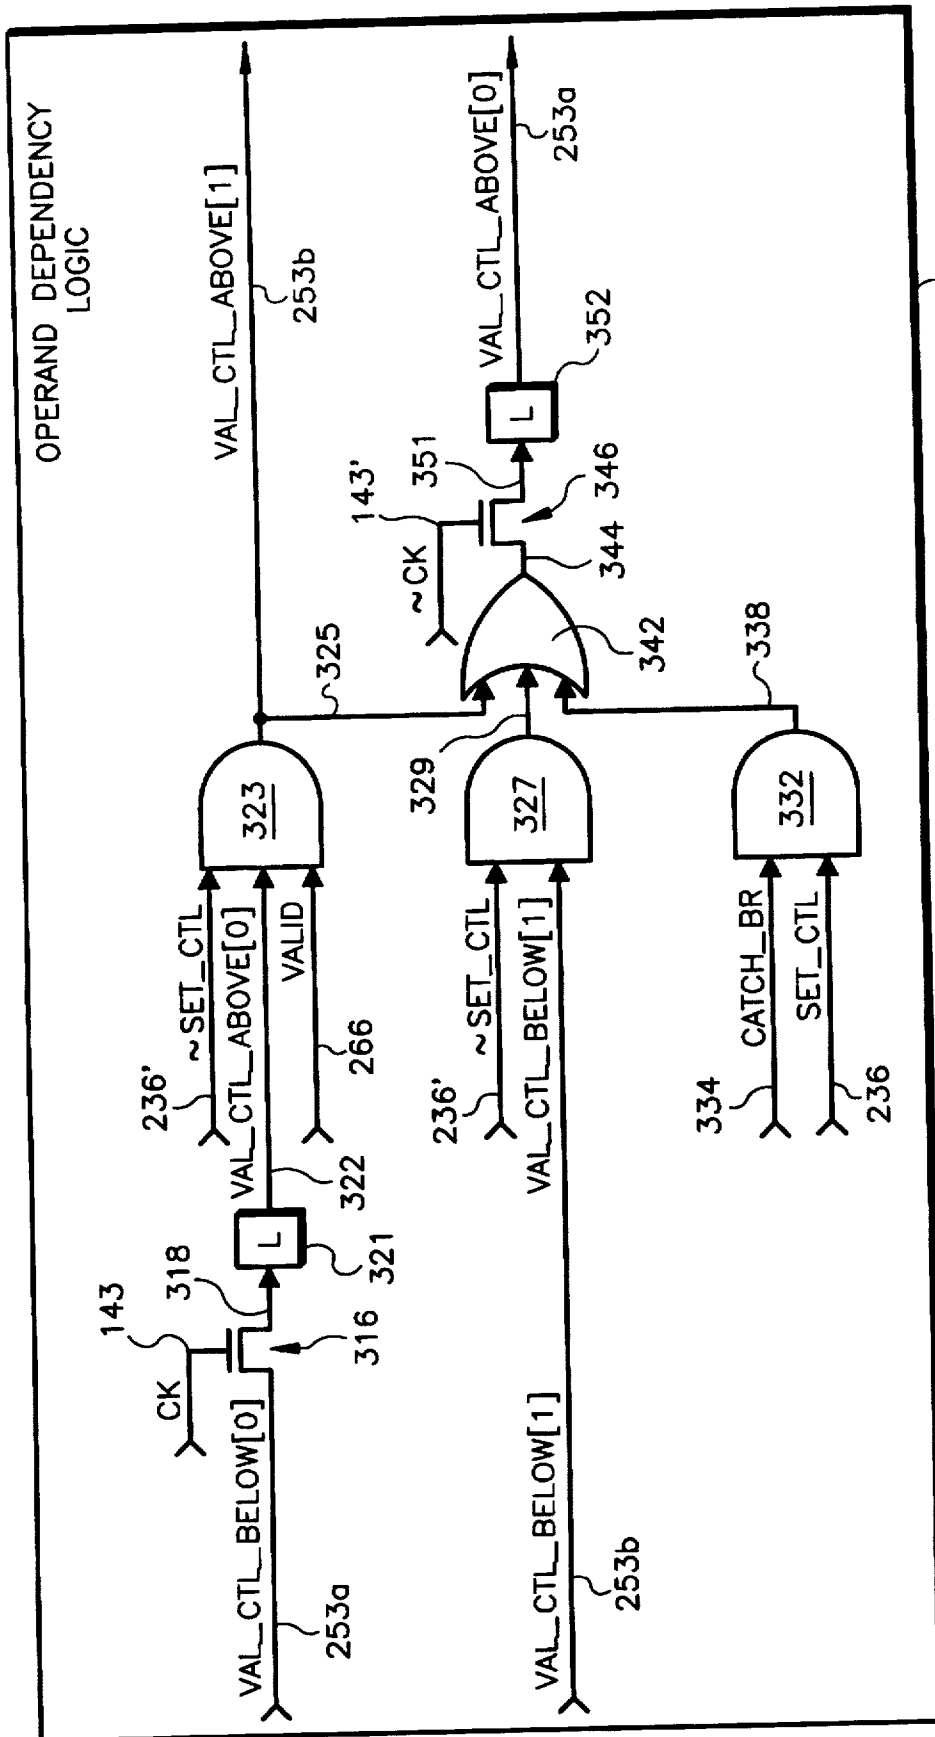 OPERAND DEPENDENCY
LOGIC
CK
143
VAL_CTL_BELOW[0]
253a
316
318
L
321
322
236'
~SET_CTL
VAL_CTL_ABOVE[0]
VALID
266
323
325
VAL_CTL_ABOVE[1]
253b
VAL_CTL_BELOW[1]
253b
236'
~SET_CTL
VAL_CTL_BELOW[1]
327
329
334
CATCH_BR
SET_CTL
236
332
338
342
344
~CK
143'
346
351
L
352
VAL_CTL_ABOVE[0]
253a